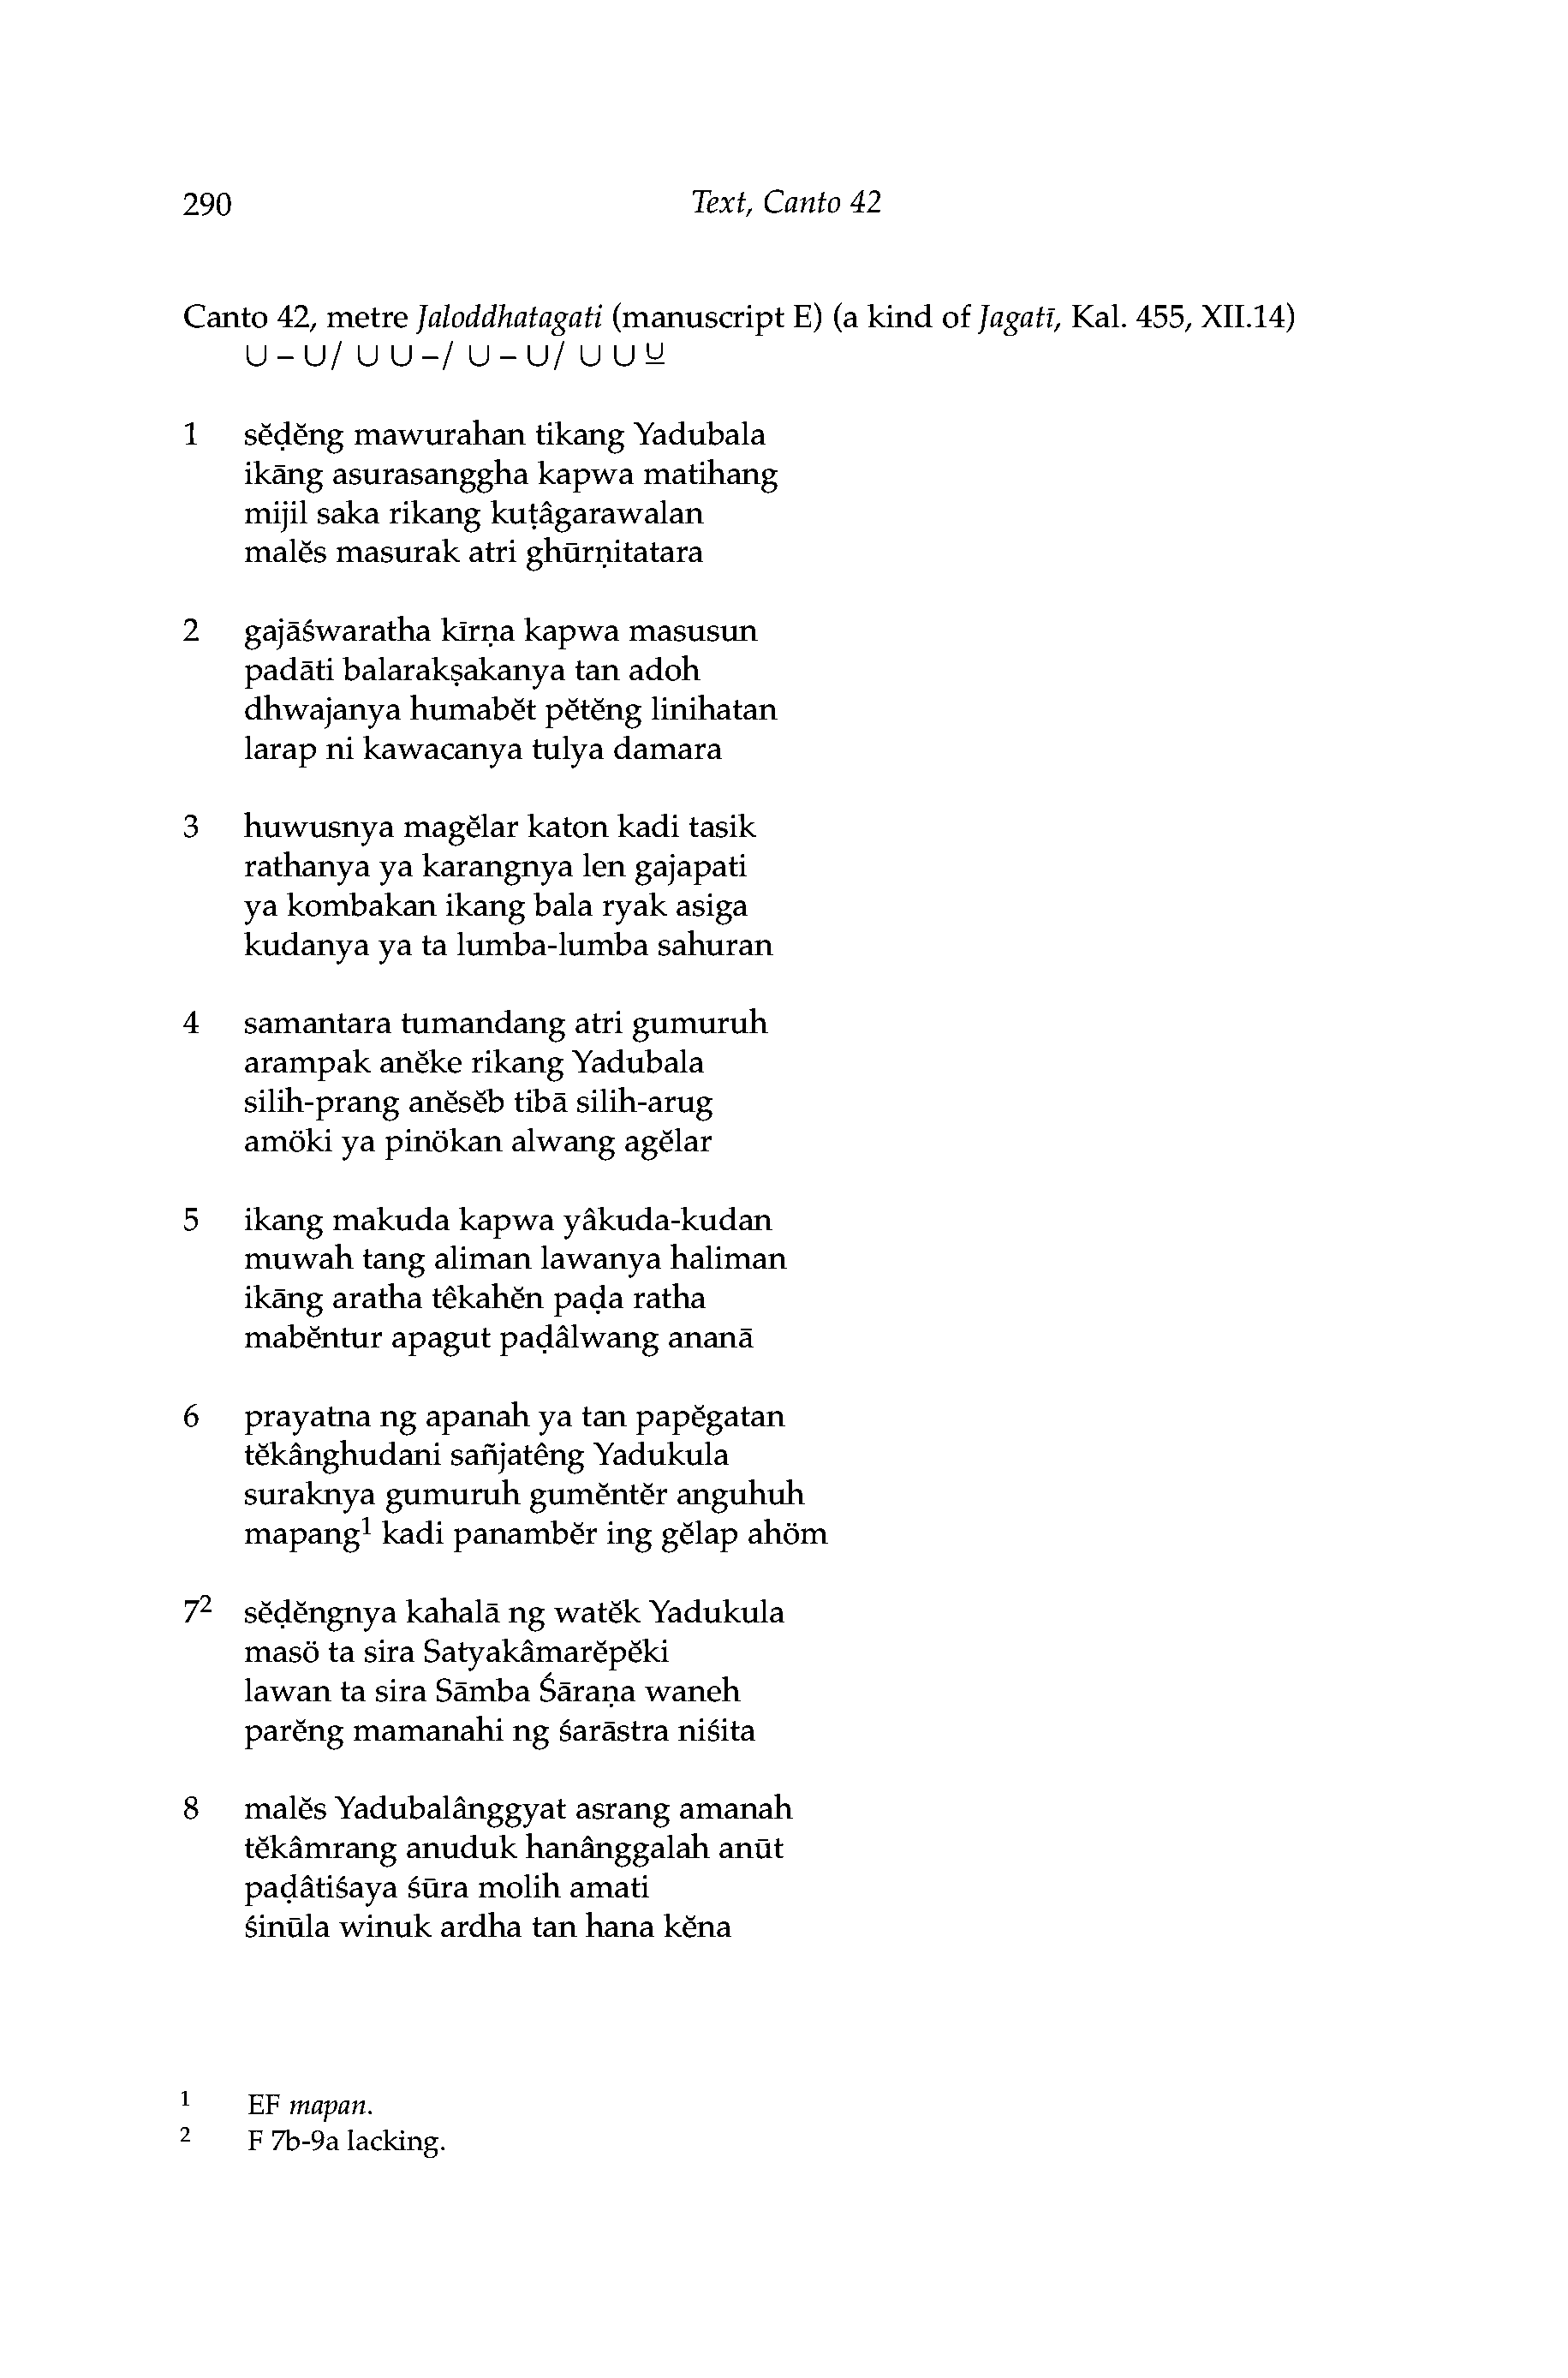 290 Text, Canto 42
Canto 42, metre Jaloddhatagati (manuscript E) (a kind of Jagatī, Kal. 455, XII.14)
∪ – ∪/ ∪ ∪ –/ ∪ – ∪/ ∪ ∪ ⊻
1 sĕḍĕng mawurahan tikang Yadubala
ikāng asurasanggha kapwa matihang
mijil saka rikang kuṭâgarawalan
malĕs masurak atri ghūrṇitatara
2 gajāśwaratha kīrṇa kapwa masusun
padāti balarakṣakanya tan adoh
dhwajanya humabĕt pĕtĕng linihatan
larap ni kawacanya tulya damara
3 huwusnya magĕlar katon kadi tasik
rathanya ya karangnya len gajapati
ya kombakan ikang bala ryak asiga
kudanya ya ta lumba-lumba sahuran
4 samantara tumandang atri gumuruh
arampak anĕke rikang Yadubala
silih-prang anĕsĕb tibā silih-arug
amöki ya pinökan alwang agĕlar
5 ikang makuda kapwa yâkuda-kudan
muwah tang aliman lawanya haliman
ikāng aratha têkahĕn paḍa ratha
mabĕntur apagut paḍâlwang ananā
6 prayatna ng apanah ya tan papĕgatan
tĕkânghudani sañjatêng Yadukula
suraknya gumuruh gumĕntĕr anguhuh
mapang¹ kadi panambĕr ing gĕlap ahöm
7² sĕḍĕngnya kahalā ng watĕk Yadukula
masö ta sira Satyakâmarĕpĕki
lawan ta sira Sāmba Śāraṇa waneh
parĕng mamanahi ng śarāstra niśita
8 malĕs Yadubalânggyat asrang amanah
tĕkâmrang anuduk hanânggalah anūt
paḍâtiśaya śūra molih amati
śinūla winuk ardha tan hana kĕna
1 EF mapan.
2 F 7b-9a lacking.